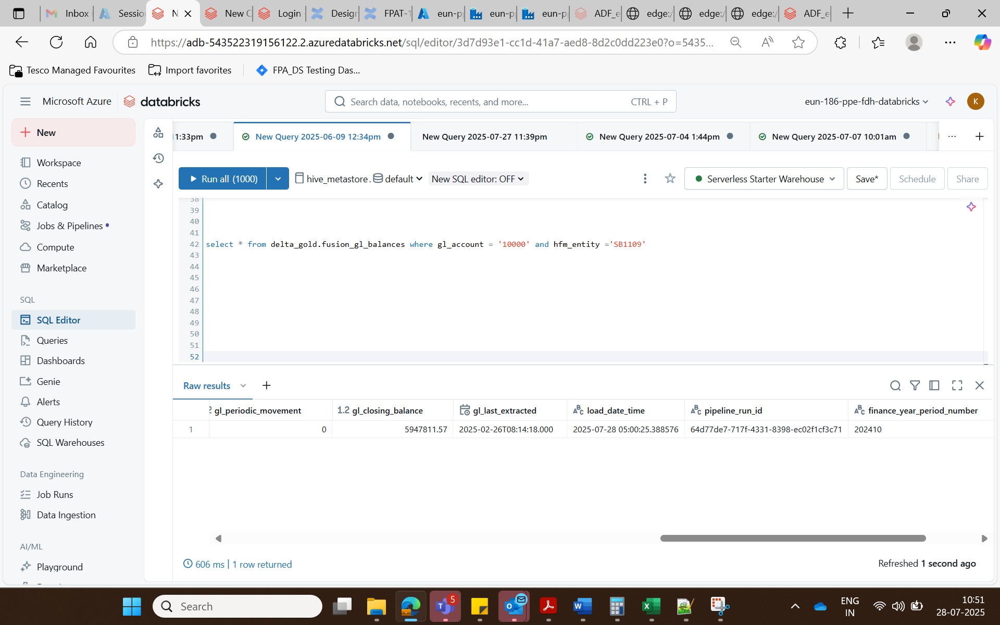 Inbox
Sessio
N
New C
Login
Design
FPAT-1
eun-p
eun-p
eun-p
ADF_e
edge:/
edge:/
edge:/
ADF_e
https://adb-543522319156122.2.azuredatabricks.net/sql/editor/3d7d93e1-cc1d-41a7-aed8-8d2c0dd223e0?o=5435...
Tesco Managed Favourites
Import favorites
FPA_DS Testing Das...
Microsoft Azure
databricks
Search data, notebooks, recents, and more...
CTRL + P
eun-186-ppe-fdh-databricks
K
New
Workspace
Recents
Catalog
Jobs & Pipelines
Compute
Marketplace
SQL
SQL Editor
Queries
Dashboards
Genie
Alerts
Query History
SQL Warehouses
Data Engineering
Job Runs
Data Ingestion
AI/ML
Playground
1:33pm
New Query 2025-06-09 12:34pm
New Query 2025-07-27 11:39pm
New Query 2025-07-04 1:44pm
New Query 2025-07-07 10:01am
Run all (1000)
hive_metastore . default
New SQL editor: OFF
Serverless Starter Warehouse
Save*
Schedule
Share
38
39
40
41
42 select * from delta_gold.fusion_gl_balances where gl_account = '10000' and hfm_entity ='SB1109'
43
44
45
46
47
48
49
50
51
52
Raw results
gl_periodic_movement 1.2 gl_closing_balance gl_last_extracted load_date_time pipeline_run_id finance_year_period_number
1 0 5947811.57 2025-02-26T08:14:18.000 2025-07-28 05:00:25.388576 64d77de7-717f-4331-8398-ec02f1cf3c71 202410
606 ms | 1 row returned
Refreshed 1 second ago
Search
5
ENG
IN
10:51
28-07-2025